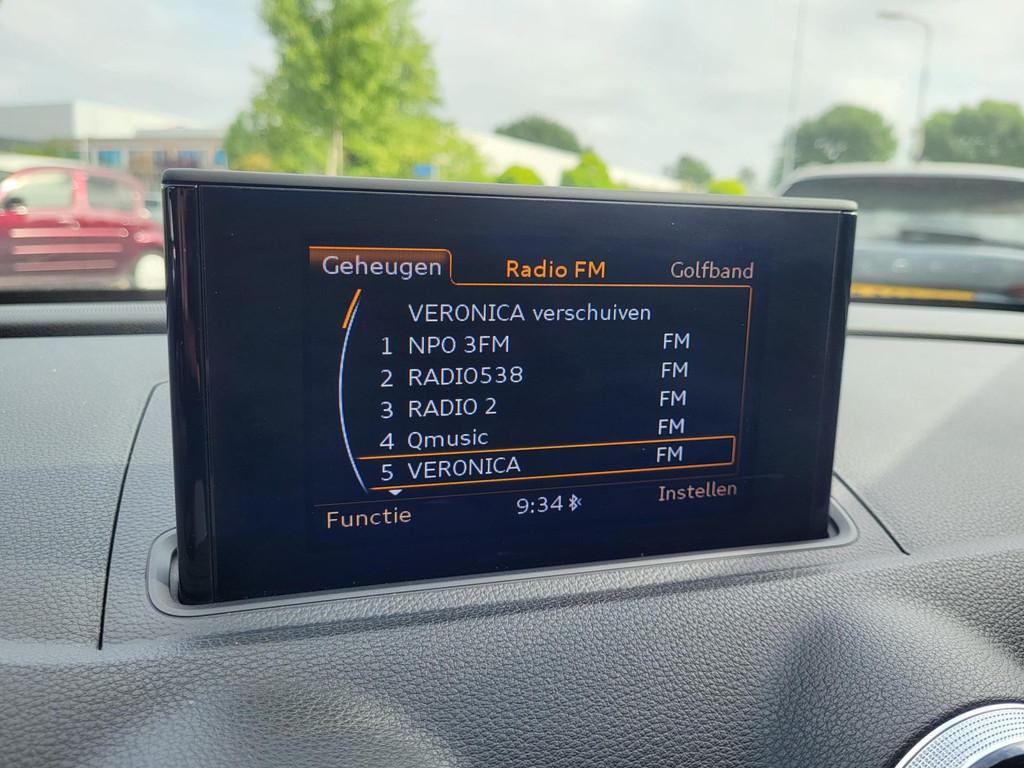 Geheugen Radio FM Golfband
VERONICA verschuiven
1 NPO 3FM FM
2 RADIO538 FM
3 RADIO 2 FM
4 Qmusic FM
5 VERONICA FM
Functie 9:34 Instellen